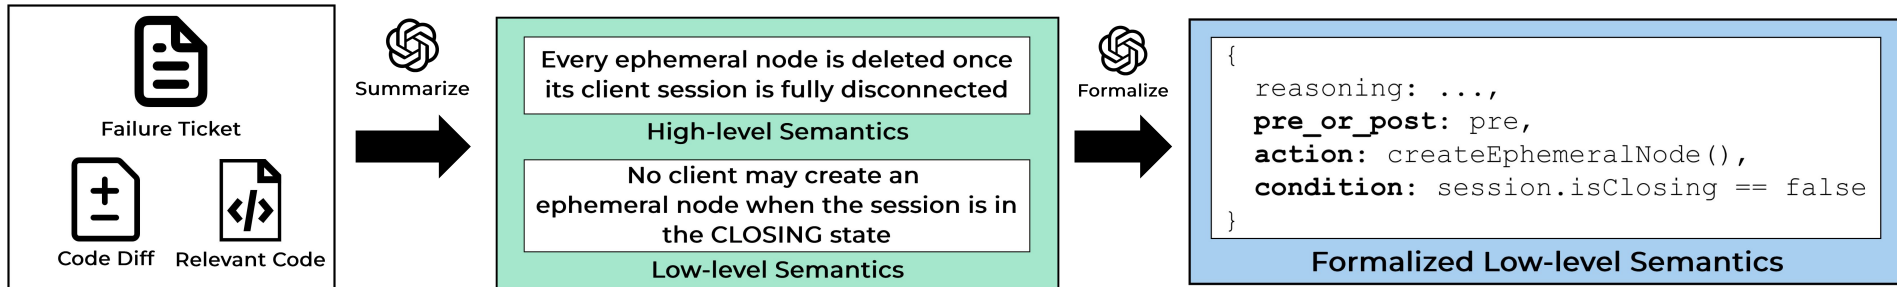 Failure Ticket
Code Diff
Relevant Code
Summarize
Every ephemeral node is deleted once
its client session is fully disconnected
High-level Semantics
No client may create an
ephemeral node when the session is in
the CLOSING state
Low-level Semantics
Formalize
{
reasoning: ...,
pre_or_post: pre,
action: createEphemeralNode(),
condition: session.isClosing == false
}
Formalized Low-level Semantics